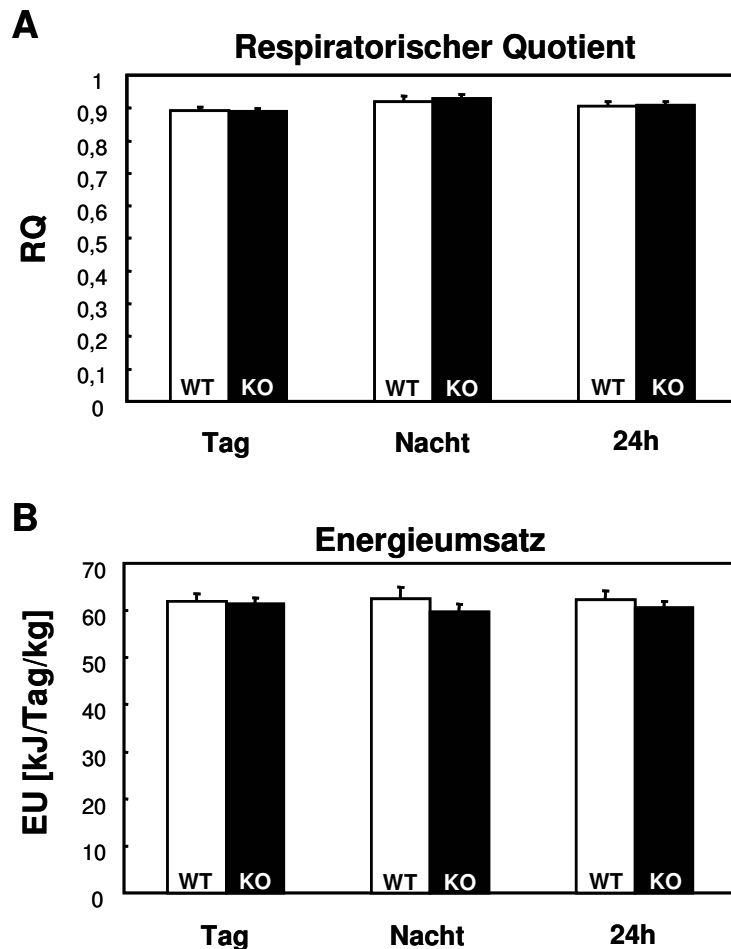 A
Respiratorischer Quotient
1
0,9
0,8
0,7
0,6
0,5
0,4
0,3
0,2
0,1
0
RQ
WT KO WT KO WT KO
Tag Nacht 24h
B
Energieumsatz
70
60
50
40
30
20
10
0
EU [kJ/Tag/kg]
WT KO WT KO WT KO
Tag Nacht 24h